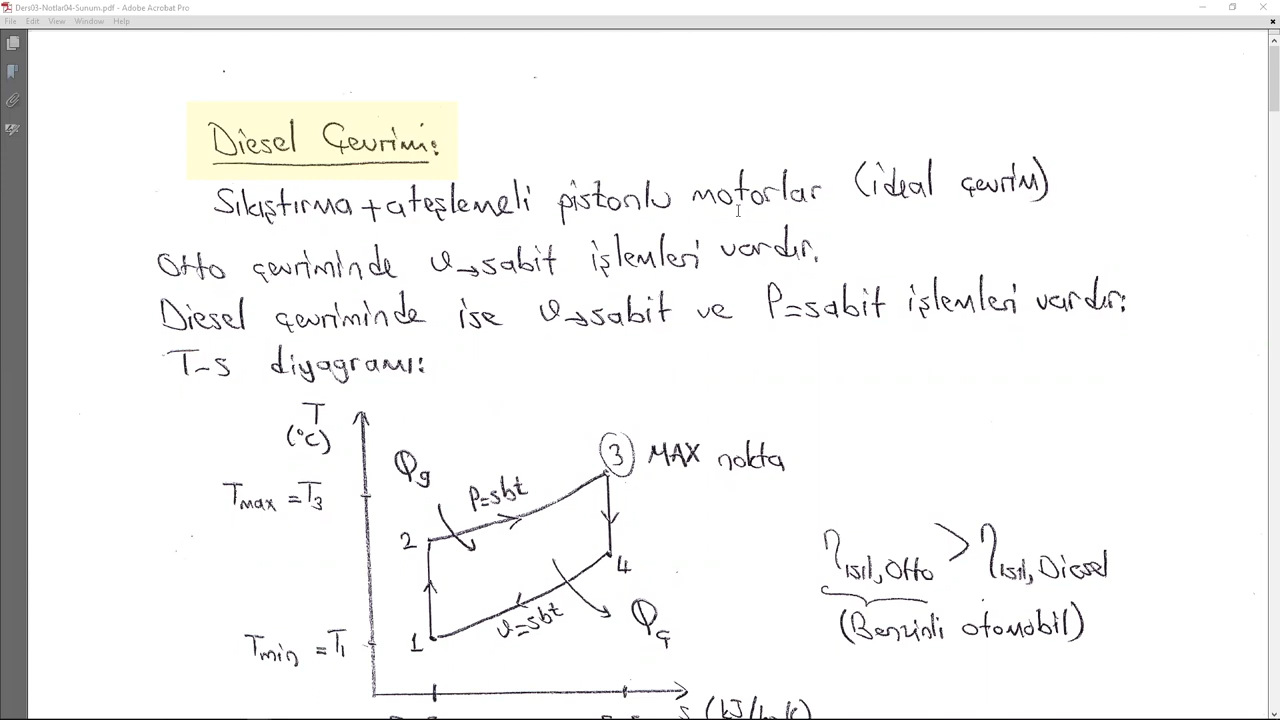 Ders03-Notlar04-Sunum.pdf - Adobe Acrobat Pro
File Edit View Window Help
Diesel Çevrimi:
Sıkıştırma + ateşlemeli pistonlu motorlar (ideal çevrim)
Otto çevriminde v→sabit işlemleri vardır.
Diesel çevriminde ise v→sabit ve P=sabit işlemleri vardır:
T-s diyagramı:
T
(°C)
3 MAX nokta
Qg
P=sbt
Tmax = T3
2
4
ηısıl,Otto > ηısıl,Diesel
v=sbt
Qç
(Benzinli otomobil)
1
Tmin = T1